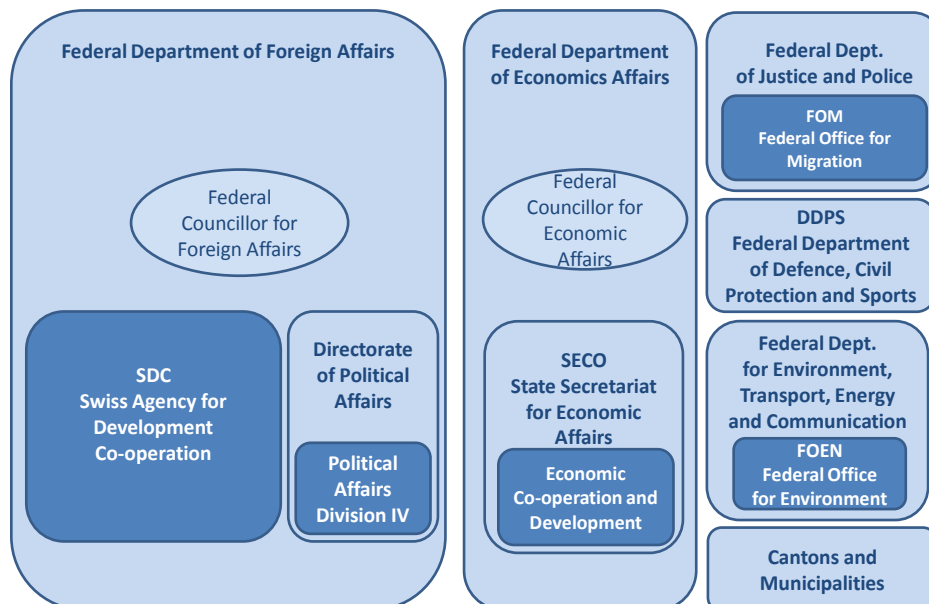 Federal Department of Foreign Affairs
Federal
Councillor for
Foreign Affairs
SDC
Swiss Agency for
Development
Co-operation
Directorate
of Political
Affairs
Political
Affairs
Division IV
Federal Department
of Economics Affairs
Federal
Councillor for
Economic
Affairs
SECO
State Secretariat
for Economic
Affairs
Economic
Co-operation and
Development
Federal Dept.
of Justice and Police
FOM
Federal Office for
Migration
DDPS
Federal Department
of Defence, Civil
Protection and Sports
Federal Dept.
for Environment,
Transport, Energy
and Communication
FOEN
Federal Office
for Environment
Cantons and
Municipalities